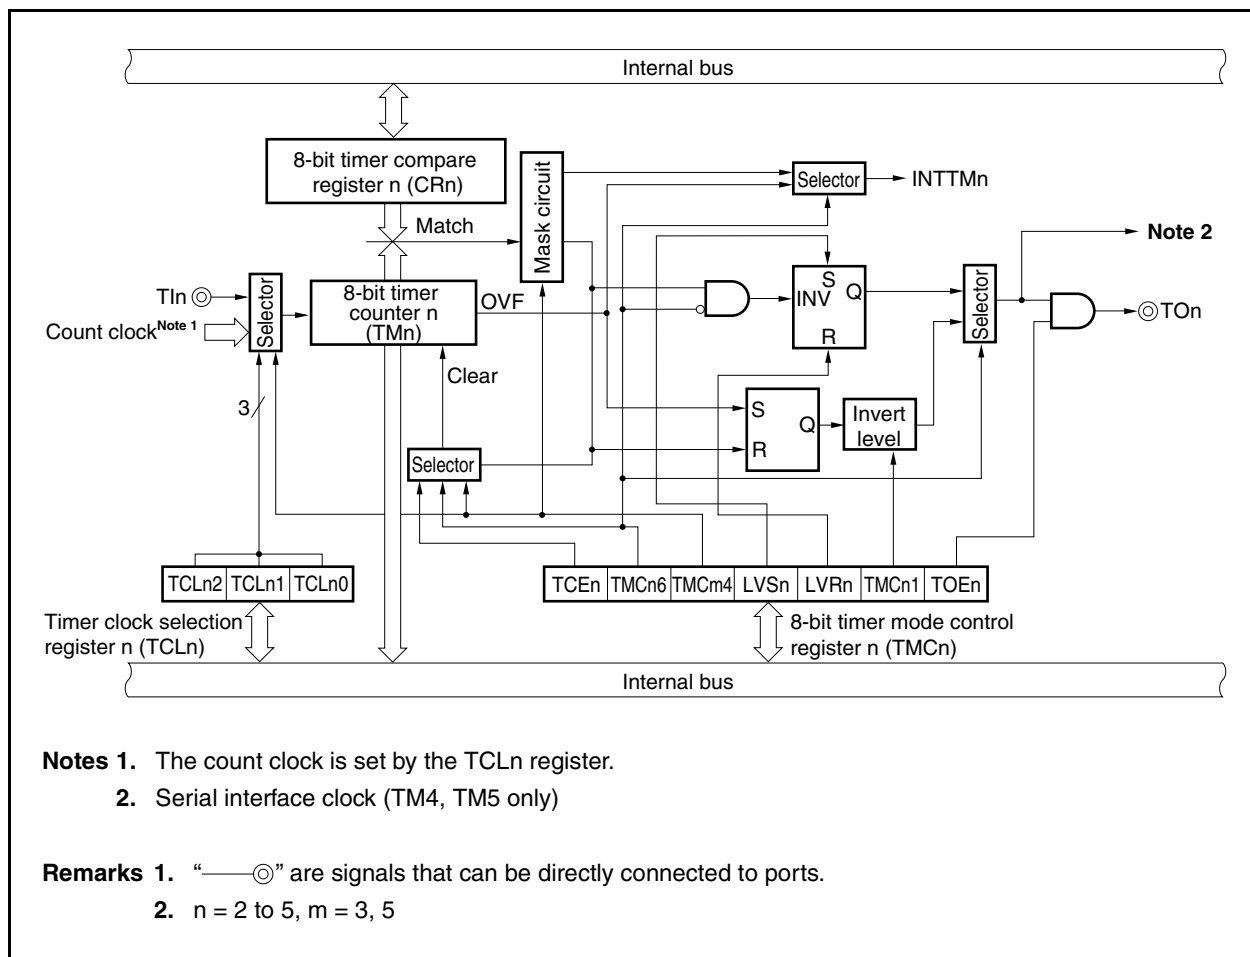 Internal bus
8-bit timer compare
register n (CRn)
Match
Mask circuit
Selector
INTTMn
Note 2
TIn
Count clock Note 1
Selector
8-bit timer
counter n
(TMn)
OVF
Clear
S
INV
Q
R
Selector
TOn
3
S
Q
R
Invert
level
Selector
TCLn2 TCLn1 TCLn0
TCEn TMCn6 TMCm4 LVSn LVRn TMCn1 TOEn
Timer clock selection
register n (TCLn)
8-bit timer mode control
register n (TMCn)
Internal bus
Notes 1. The count clock is set by the TCLn register.
2. Serial interface clock (TM4, TM5 only)
Remarks 1. “——◎” are signals that can be directly connected to ports.
2. n = 2 to 5, m = 3, 5